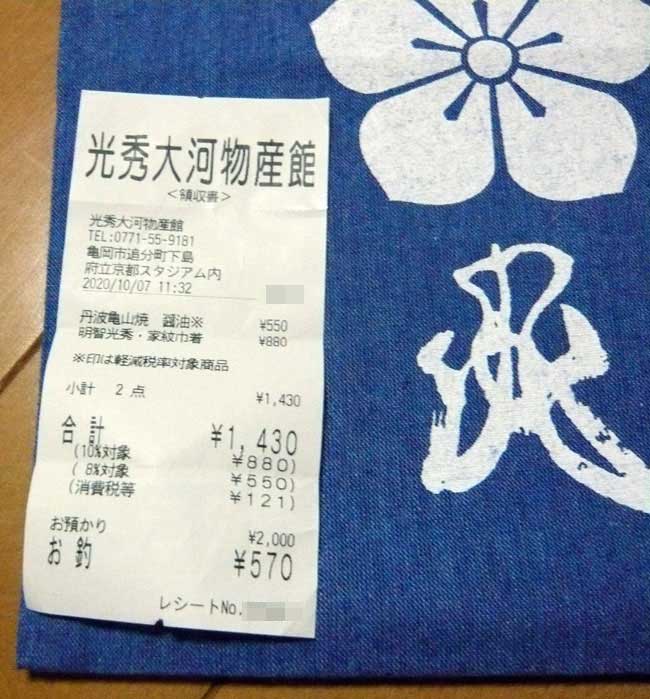 光秀大河物産館
<領収書>
光秀大河物産館
TEL:0771-55-9181
亀岡市追分町下島
府立京都スタジアム内
2020/10/07 11:32
丹波亀山焼 醤油※ ¥550
明智光秀・家紋巾着 ¥880
※印は軽減税率対象商品
小計 2点 ¥1,430
合計 ¥1,430
(10%対象 ¥880)
( 8%対象 ¥550)
(消費税等 ¥121)
お預かり ¥2,000
お釣 ¥570
レシートNo.